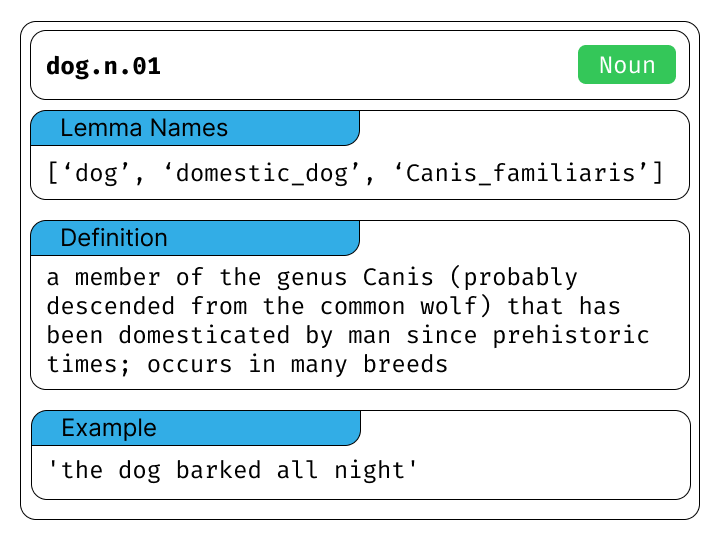 dog.n.01
Noun
Lemma Names
[‘dog’, ‘domestic_dog’, ‘Canis_familiaris’]
Definition
a member of the genus Canis (probably
descended from the common wolf) that has
been domesticated by man since prehistoric
times; occurs in many breeds
Example
'the dog barked all night'